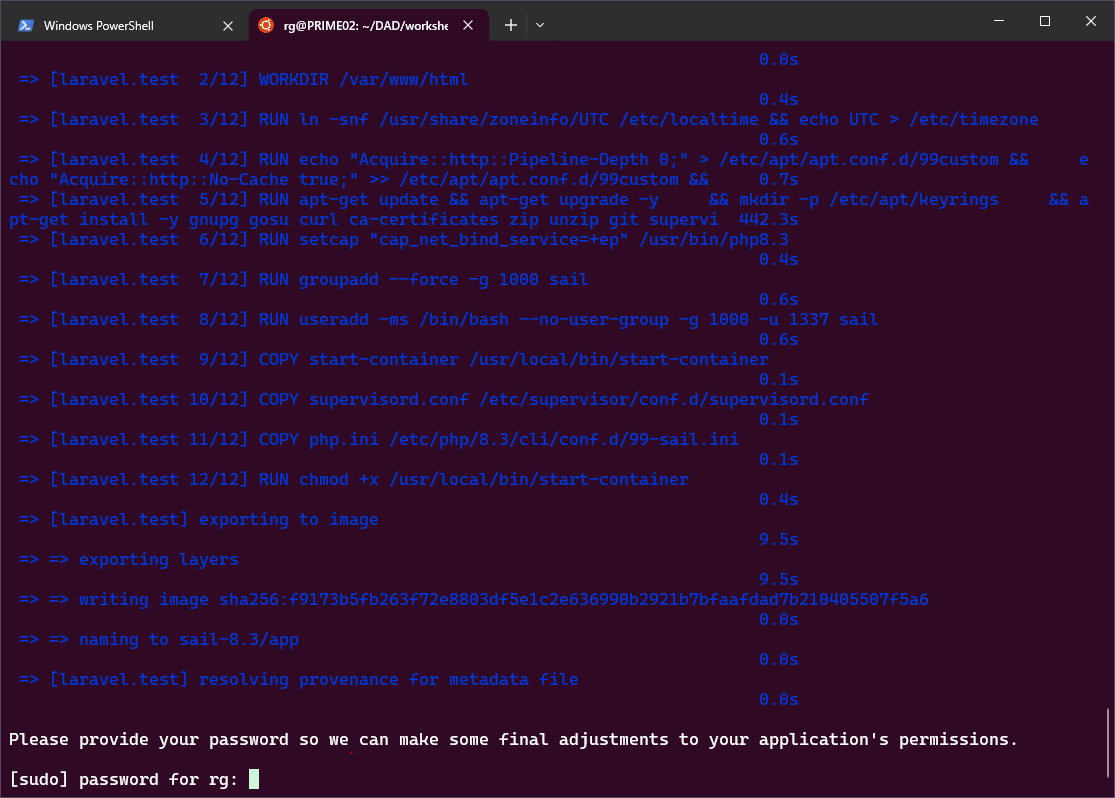 Windows PowerShell
rg@PRIME02: ~/DAD/workshe
0.0s
=> [laravel.test  2/12] WORKDIR /var/www/html
0.4s
=> [laravel.test  3/12] RUN ln -snf /usr/share/zoneinfo/UTC /etc/localtime && echo UTC > /etc/timezone
0.6s
=> [laravel.test  4/12] RUN echo "Acquire::http::Pipeline-Depth 0;" > /etc/apt/apt.conf.d/99custom &&     e
cho "Acquire::http::No-Cache true;" >> /etc/apt/apt.conf.d/99custom &&     0.7s
=> [laravel.test  5/12] RUN apt-get update && apt-get upgrade -y     && mkdir -p /etc/apt/keyrings     && a
pt-get install -y gnupg gosu curl ca-certificates zip unzip git supervi  442.3s
=> [laravel.test  6/12] RUN setcap "cap_net_bind_service=+ep" /usr/bin/php8.3
0.4s
=> [laravel.test  7/12] RUN groupadd --force -g 1000 sail
0.6s
=> [laravel.test  8/12] RUN useradd -ms /bin/bash --no-user-group -g 1000 -u 1337 sail
0.6s
=> [laravel.test  9/12] COPY start-container /usr/local/bin/start-container
0.1s
=> [laravel.test 10/12] COPY supervisord.conf /etc/supervisor/conf.d/supervisord.conf
0.1s
=> [laravel.test 11/12] COPY php.ini /etc/php/8.3/cli/conf.d/99-sail.ini
0.1s
=> [laravel.test 12/12] RUN chmod +x /usr/local/bin/start-container
0.4s
=> [laravel.test] exporting to image
9.5s
=> => exporting layers
9.5s
=> => writing image sha256:f9173b5fb263f72e8803df5e1c2e636990b2921b7bfaafdad7b210405507f5a6
0.0s
=> => naming to sail-8.3/app
0.0s
=> [laravel.test] resolving provenance for metadata file
0.0s
Please provide your password so we can make some final adjustments to your application's permissions.
[sudo] password for rg: